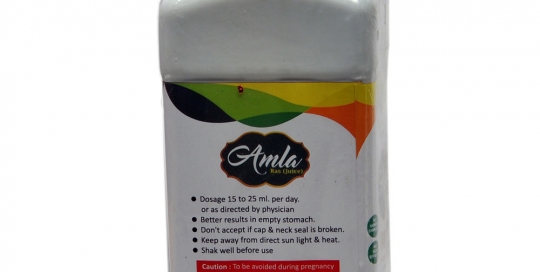 Amla
Ras (Juice)
● Dosage 15 to 25 ml. per day.
or as directed by physician
● Better results in empty stomach.
● Don't accept if cap & neck seal is broken.
● Keep away from direct sun light & heat.
● Shak well before use
Caution : To be avoided during pregnancy